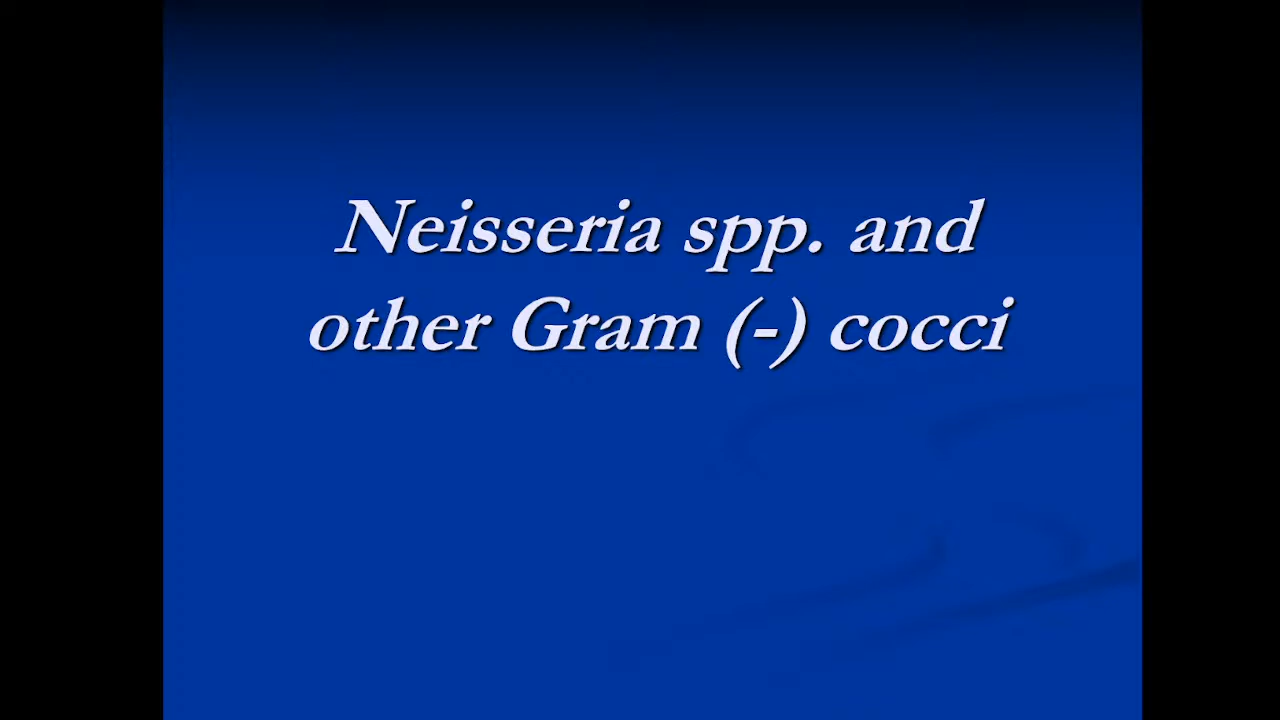 Neisseria spp. and
other Gram (-) cocci